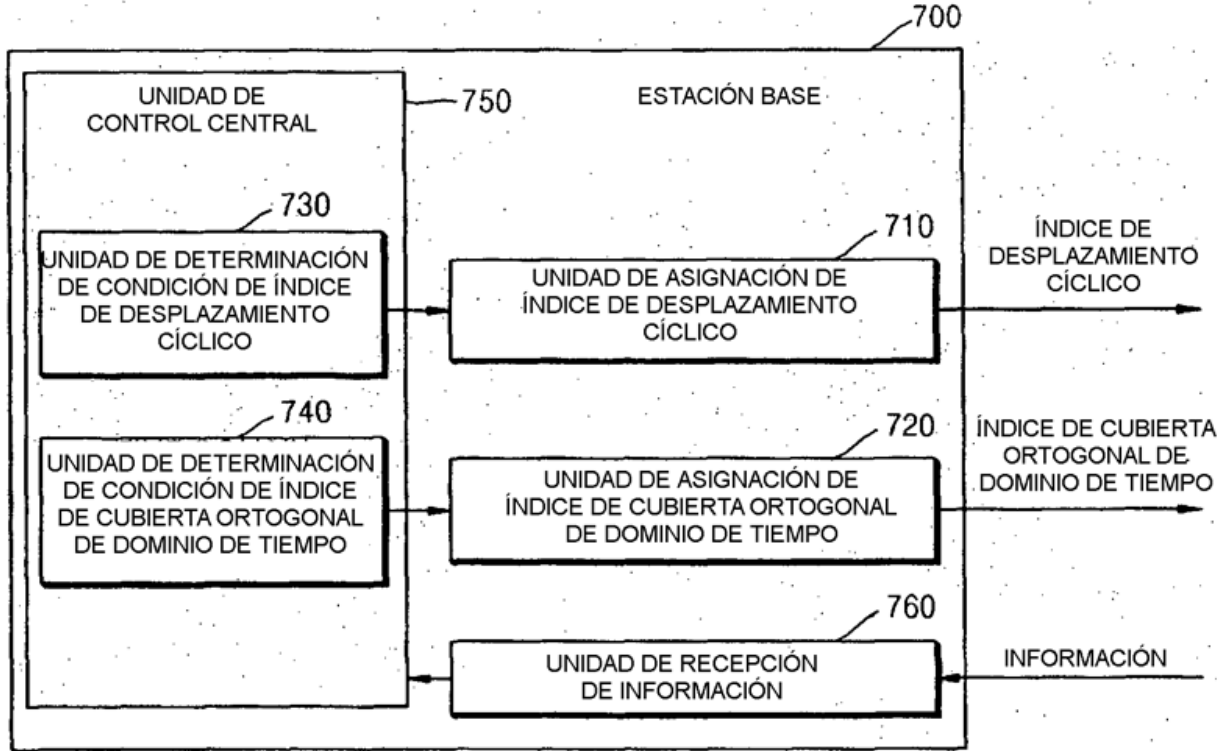 700
UNIDAD DE
CONTROL CENTRAL
750
ESTACIÓN BASE
730
UNIDAD DE DETERMINACIÓN
DE CONDICIÓN DE ÍNDICE
DE DESPLAZAMIENTO
CÍCLICO
710
UNIDAD DE ASIGNACIÓN DE
ÍNDICE DE DESPLAZAMIENTO
CÍCLICO
ÍNDICE DE
DESPLAZAMIENTO
CÍCLICO
740
UNIDAD DE DETERMINACIÓN
DE CONDICIÓN DE ÍNDICE
DE CUBIERTA ORTOGONAL
DE DOMINIO DE TIEMPO
720
UNIDAD DE ASIGNACIÓN DE
ÍNDICE DE CUBIERTA ORTOGONAL
DE DOMINIO DE TIEMPO
ÍNDICE DE CUBIERTA
ORTOGONAL DE
DOMINIO DE TIEMPO
760
UNIDAD DE RECEPCIÓN
DE INFORMACIÓN
INFORMACIÓN